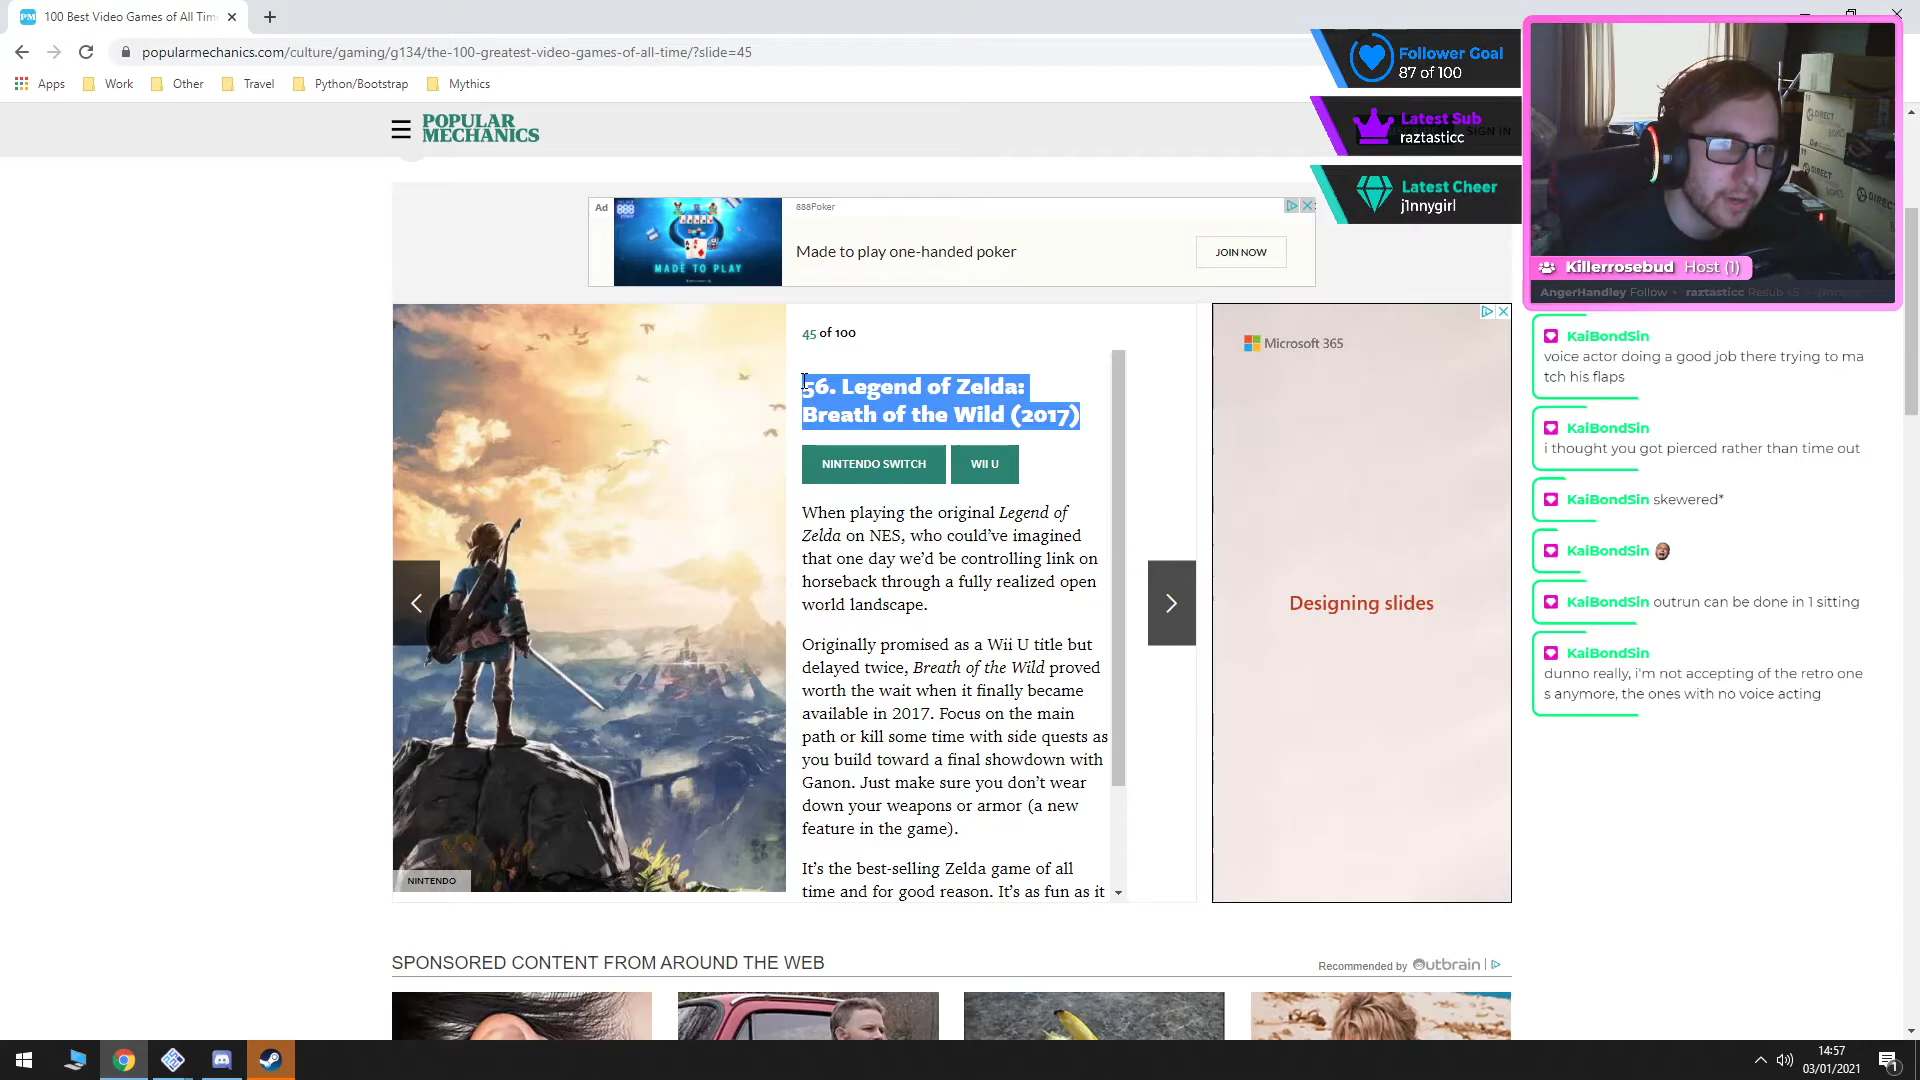 PM 100 Best Video Games of All Tim
popularmechanics.com/culture/gaming/g134/the-100-greatest-video-games-of-all-time/?slide=45
Apps Work Other Travel Python/Bootstrap Mythics
POPULAR
MECHANICS
SIGN IN
Follower Goal
87 of 100
Latest Sub
raztasticc
Latest Cheer
j1nnygirl
Killerrosebud Host (1)
AngerHandley Follow • raztasticc Resub
Ad
888Poker
888
MADE TO PLAY
Made to play one-handed poker
JOIN NOW
45 of 100
56. Legend of Zelda:
Breath of the Wild (2017)
NINTENDO SWITCH WII U
When playing the original Legend of
Zelda on NES, who could’ve imagined
that one day we’d be controlling link on
horseback through a fully realized open
world landscape.
Originally promised as a Wii U title but
delayed twice, Breath of the Wild proved
worth the wait when it finally became
available in 2017. Focus on the main
path or kill some time with side quests as
you build toward a final showdown with
Ganon. Just make sure you don’t wear
down your weapons or armor (a new
feature in the game).
It’s the best-selling Zelda game of all
time and for good reason. It’s as fun as it
NINTENDO
Microsoft 365
Designing slides
KaiBondSin
voice actor doing a good job there trying to ma
tch his flaps
KaiBondSin
i thought you got pierced rather than time out
KaiBondSin skewered*
KaiBondSin
KaiBondSin outrun can be done in 1 sitting
KaiBondSin
dunno really, i'm not accepting of the retro one
s anymore, the ones with no voice acting
SPONSORED CONTENT FROM AROUND THE WEB
Recommended by Outbrain
14:57
03/01/2021
1